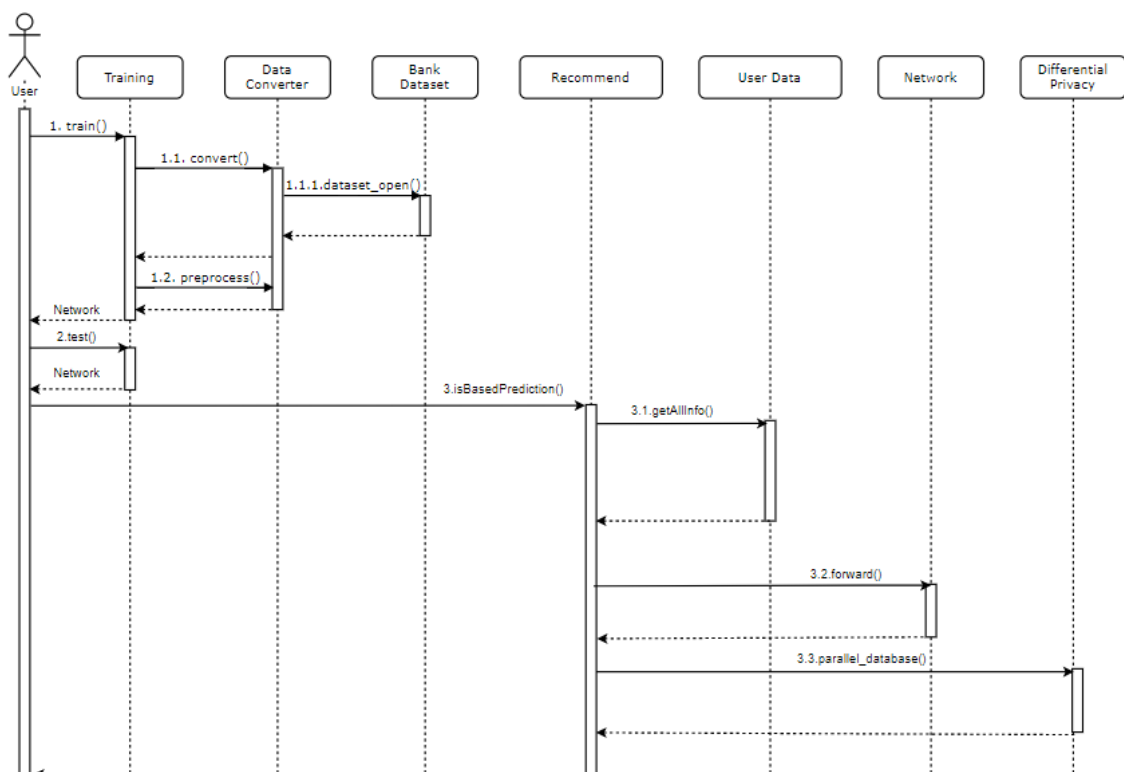 User
Training
Data
Converter
Bank
Dataset
Recommend
User Data
Network
Differential
Privacy
1. train()
1.1. convert()
1.1.1.dataset_open()
1.2. preprocess()
Network
2.test()
Network
3.isBasedPrediction()
3.1.getAllInfo()
3.2.forward()
3.3.parallel_database()